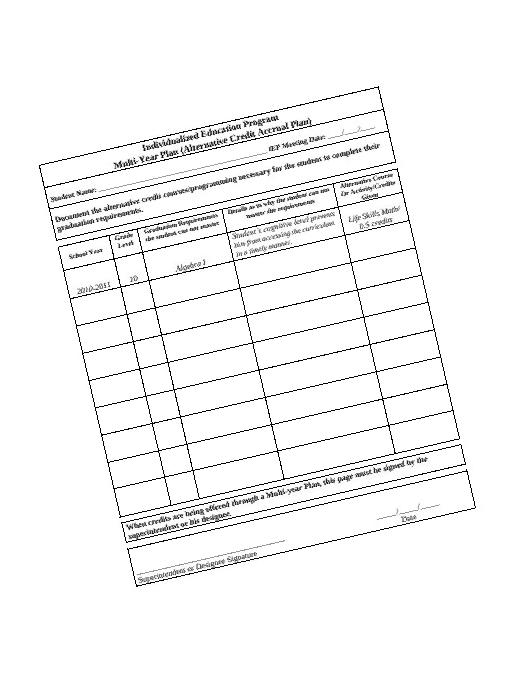 Individualized Education Program
Multi-Year Plan (Alternative Credit Accrual Plan)
Student Name: ____________________ IEP Meeting Date: ___/___/___
Document the alternative credit courses/programming necessary for the student to complete their
graduation requirements.
School Year
Grade
Level
Graduation Requirements
the student can not master
Details as to why the student can not
master the requirements
Alternative Course
Or Activity/Credits
Given
2010-2011
10
Algebra 1
Student's cognitive level prevents
him from accessing the curriculum
in a timely manner.
Life Skills Math/
0.5 credits
When credits are being offered through a Multi-year Plan, this page must be signed by the
superintendent or his designee.
____________________ ___/___/___
Superintendent or Designee Signature Date